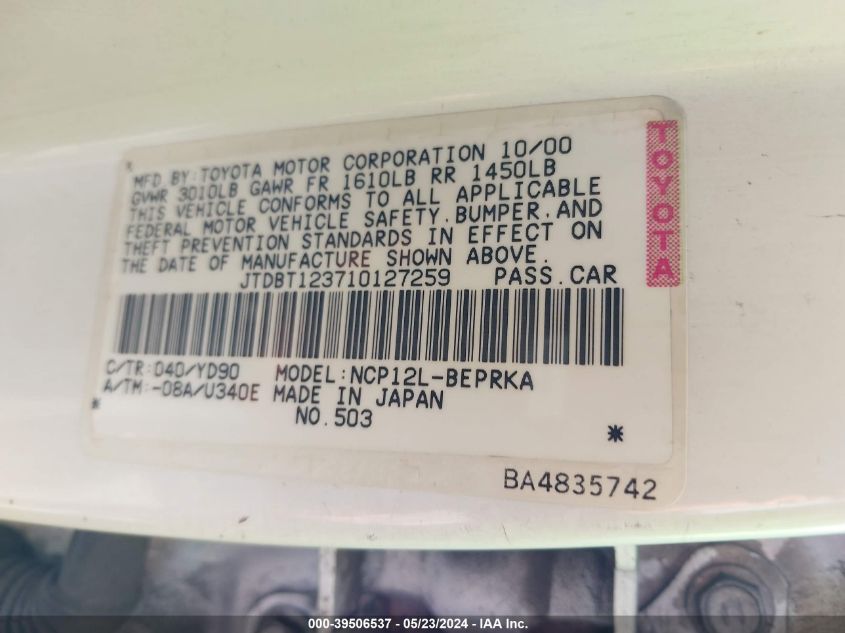 MFD BY:TOYOTA MOTOR CORPORATION 10/00
GVWR 3010LB GAWR FR 1610LB RR 1450LB
THIS VEHICLE CONFORMS TO ALL APPLICABLE
FEDERAL MOTOR VEHICLE SAFETY,BUMPER,AND
THEFT PREVENTION STANDARDS IN EFFECT ON
THE DATE OF MANUFACTURE SHOWN ABOVE.
JTDBT123710127259 PASS.CAR
C/TR:040/YD90 MODEL:NCP12L-BEPRKA
A/TM:-08A/U340E MADE IN JAPAN
* NO.503 *
BA4835742
TOYOTA
000-39506537 - 05/23/2024 - IAA Inc.